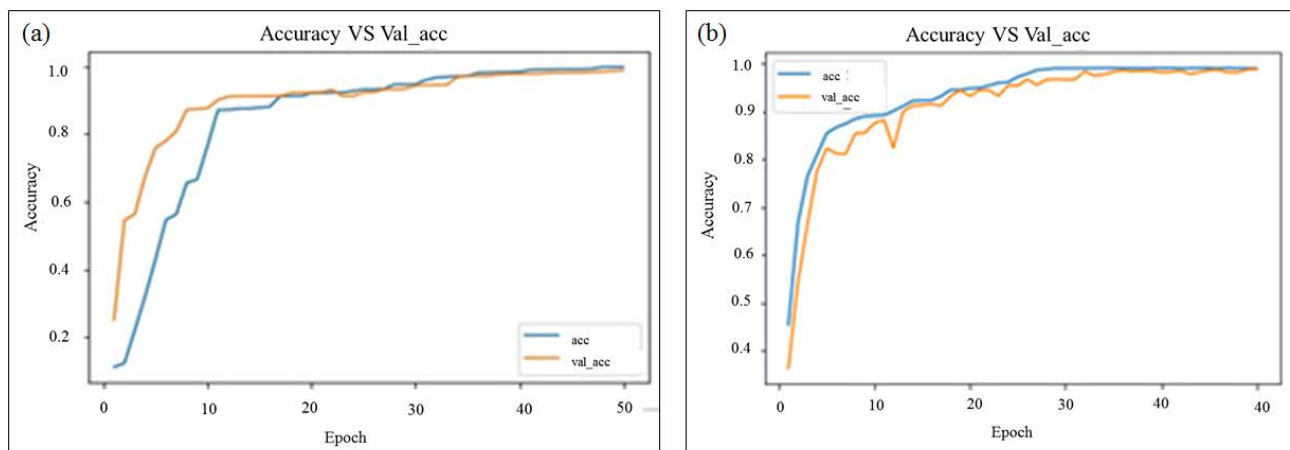 (a)
Accuracy VS Val_acc
1.0
0.8
0.6
0.4
0.2
Accuracy
acc
val_acc
0 10 20 30 40 50
Epoch
(b)
Accuracy VS Val_acc
1.0
0.9
0.8
0.7
0.6
0.5
0.4
Accuracy
acc :
val_acc
0 10 20 30 40 40
Epoch